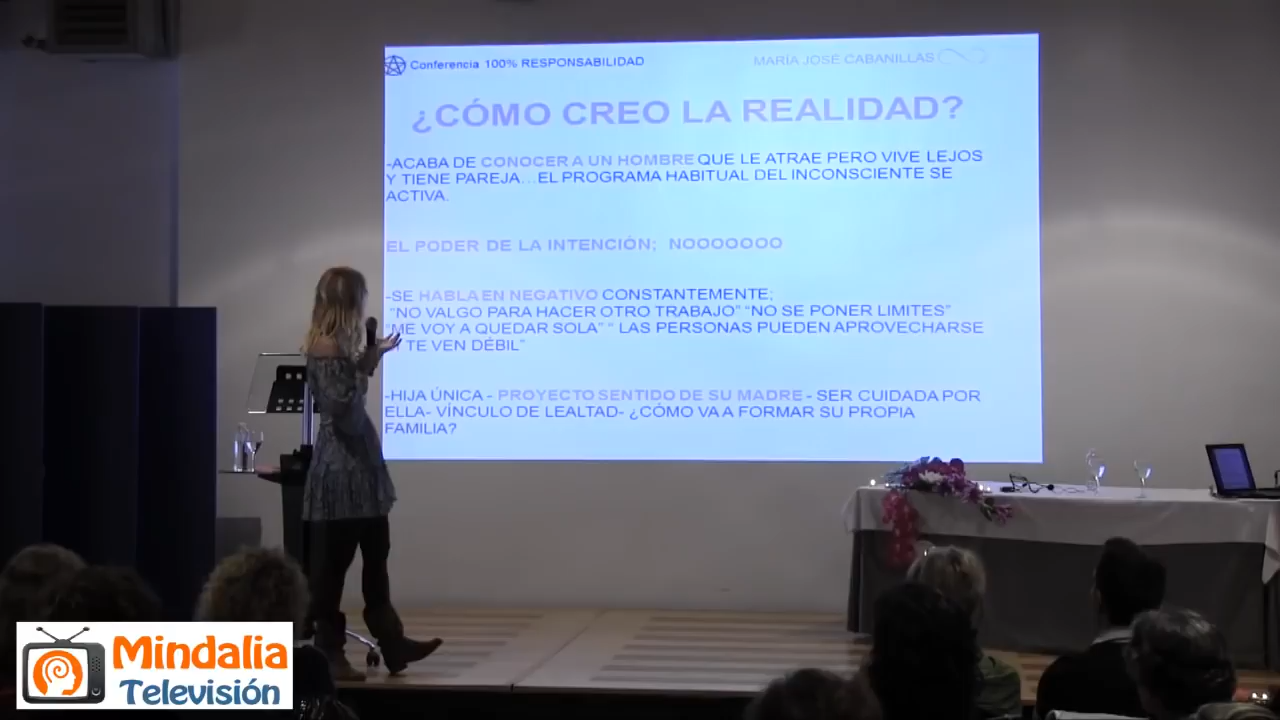 Conferencia 100% RESPONSABILIDAD
MARÍA JOSÉ CABANILLAS
¿CÓMO CREO LA REALIDAD?
-ACABA DE CONOCER A UN HOMBRE QUE LE ATRAE PERO VIVE LEJOS
Y TIENE PAREJA...EL PROGRAMA HABITUAL DEL INCONSCIENTE SE
ACTIVA.
EL PODER DE LA INTENCIÓN; NOOOOOOO
-SE HABLA EN NEGATIVO CONSTANTEMENTE;
"NO VALGO PARA HACER OTRO TRABAJO" "NO SE PONER LIMITES"
"ME VOY A QUEDAR SOLA" " LAS PERSONAS PUEDEN APROVECHARSE
TE VEN DÉBIL"
-HIJA ÚNICA - PROYECTO SENTIDO DE SU MADRE - SER CUIDADA POR
ELLA- VÍNCULO DE LEALTAD- ¿CÓMO VA A FORMAR SU PROPIA
FAMILIA?
Mindalia
Televisión